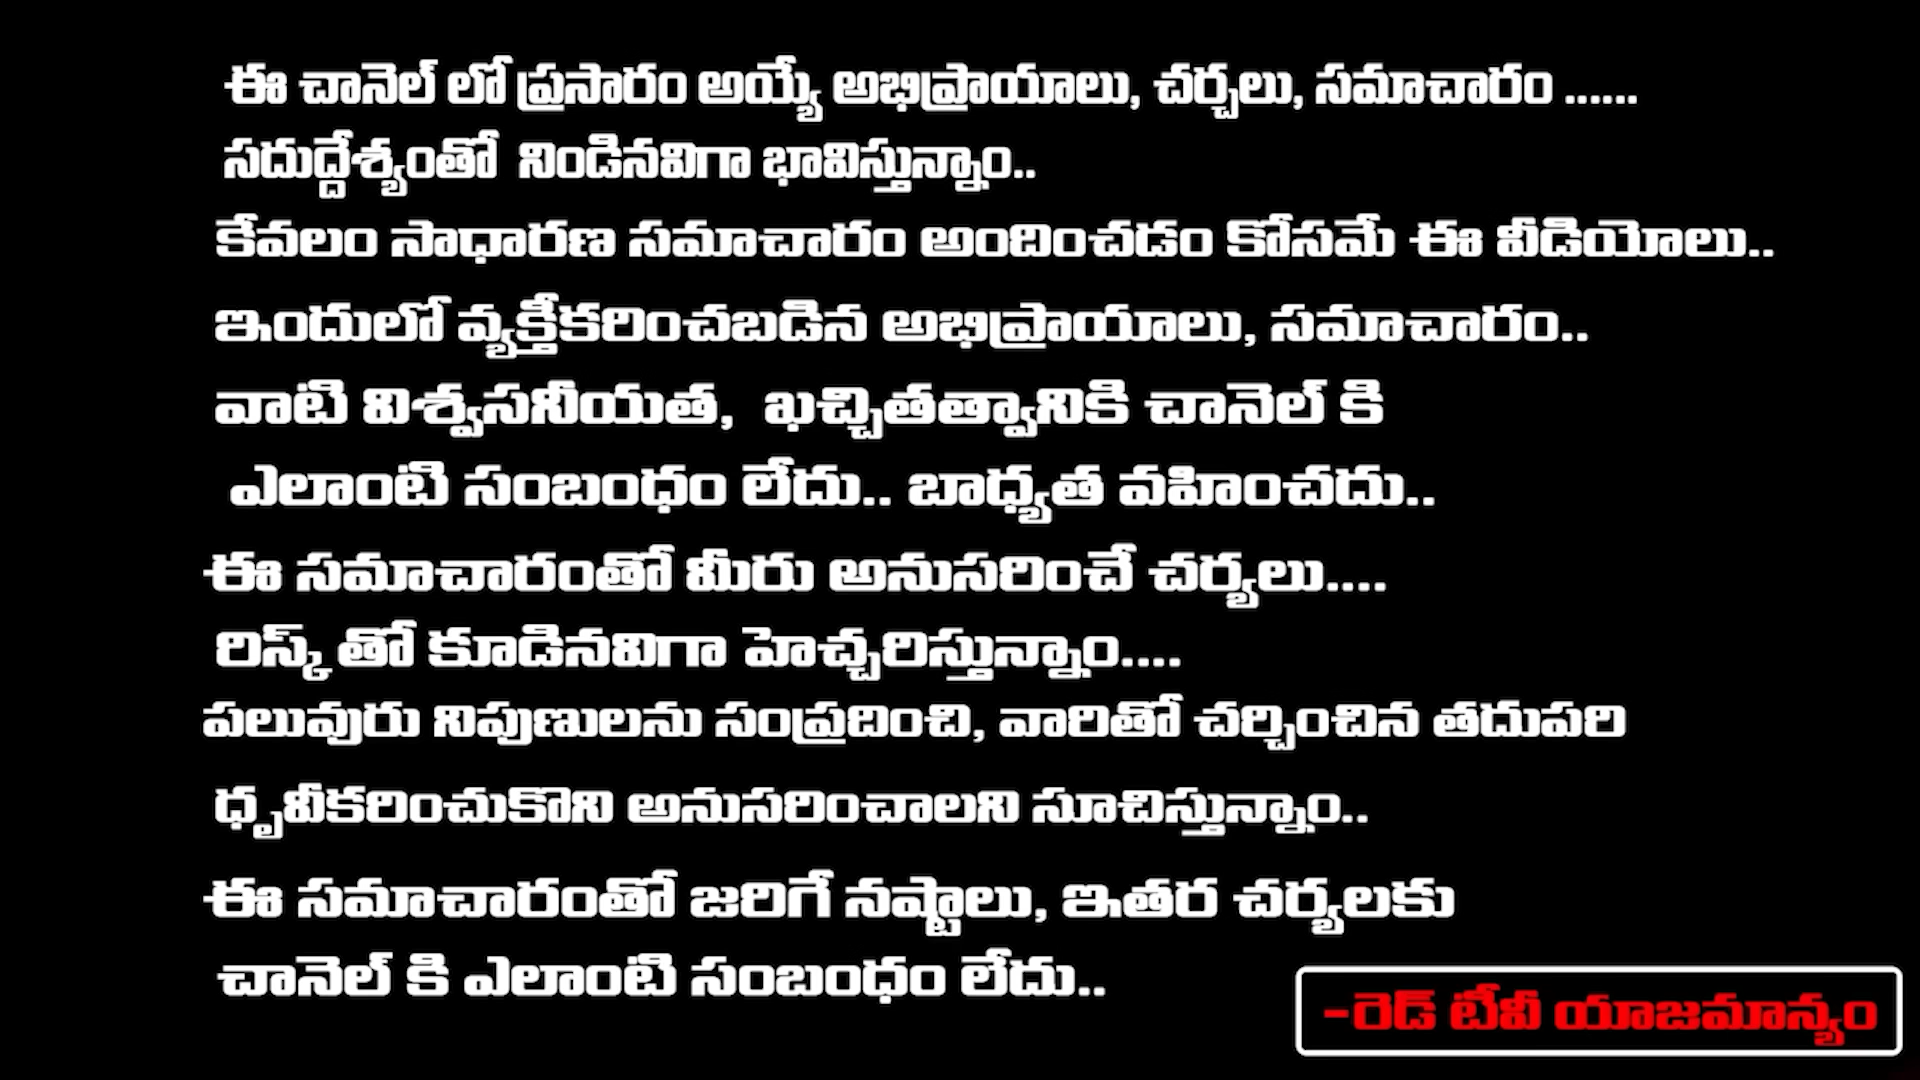 ఈ చానెల్ లో ప్రసారం అయ్యే అభిప్రాయాలు, చర్చలు, సమాచారం ......
సదుద్దేశ్యంతో నిండినవిగా భావిస్తున్నాం..
కేవలం సాధారణ సమాచారం అందించడం కోసమే ఈ వీడియోలు..
ఇందులో వ్యక్తీకరించబడిన అభిప్రాయాలు, సమాచారం..
వాటి విశ్వసనీయత, ఖచ్చితత్వానికి చానెల్ కి
ఎలాంటి సంబంధం లేదు.. బాధ్యత వహించదు..
ఈ సమాచారంతో మీరు అనుసరించే చర్యలు....
రిస్క్ తో కూడినవిగా హెచ్చరిస్తున్నాం....
పలువురు నిపుణులను సంప్రదించి, వారితో చర్చించిన తదుపరి
ధృవీకరించుకొని అనుసరించాలని సూచిస్తున్నాం..
ఈ సమాచారంతో జరిగే నష్టాలు, ఇతర చర్యలకు
చానెల్ కి ఎలాంటి సంబంధం లేదు..
-రెడ్ టీవీ యాజమాన్యం